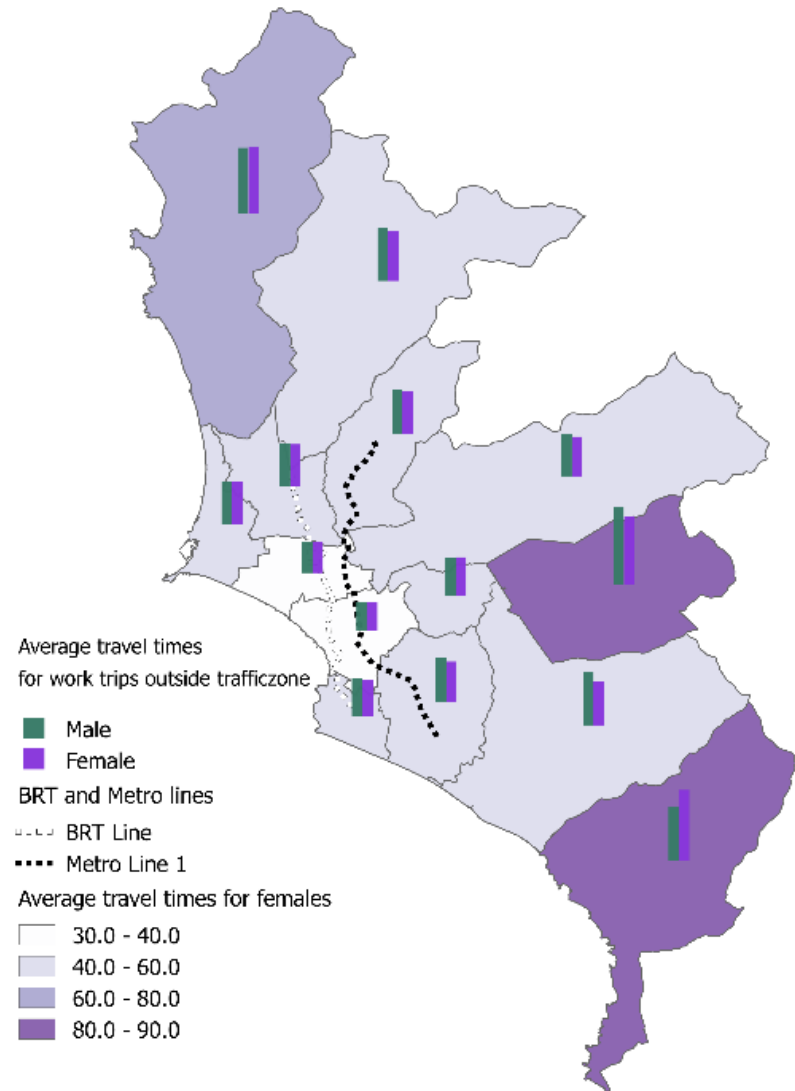 Average travel times
for work trips outside trafficzone
Male
Female
BRT and Metro lines
BRT Line
Metro Line 1
Average travel times for females
30.0 - 40.0
40.0 - 60.0
60.0 - 80.0
80.0 - 90.0